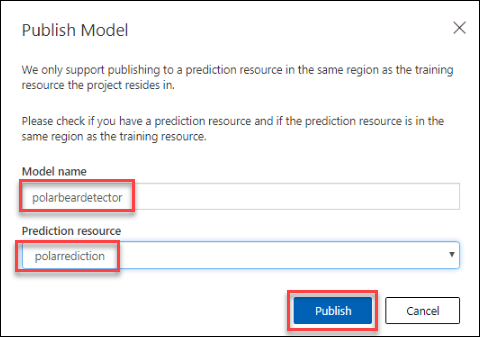 Publish Model
We only support publishing to a prediction resource in the same region as the training
resource the project resides in.
Please check if you have a prediction resource and if the prediction resource is in the
same region as the training resource.
Model name
polarbeardetector
Prediction resource
polarrediction
Publish
Cancel